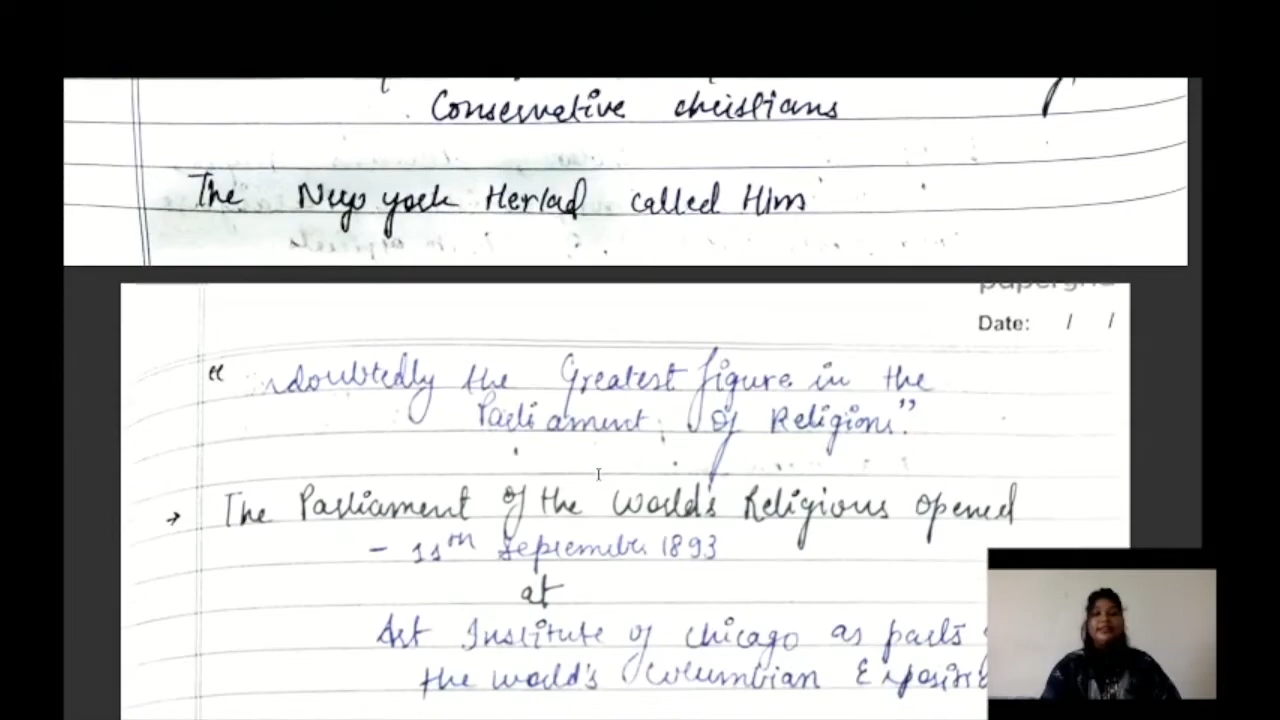 Conservative christians
The New york Herlad called Him
Date: / /
" ndoubtedly the Greatest figure in the
Parliament of Religions."
→ The Parliament of the World's Religious opened
- 11th September 1893
at
Art Institute of Chicago as parts
the world's Columbian Exposit